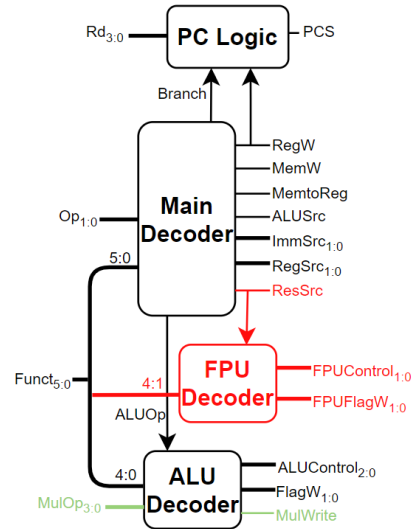 Rd3:0
PC Logic
PCS
Branch
RegW
MemW
MemtoReg
Main
Decoder
ALUSrc
Op1:0
ImmSrc1:0
5:0
RegSrc1:0
ResSrc
Funct5:0
4:1
FPU
Decoder
FPUControl1:0
FPUFlagW1:0
ALUOp
4:0
ALU
Decoder
ALUControl2:0
FlagW1:0
MulOp3:0
MulWrite